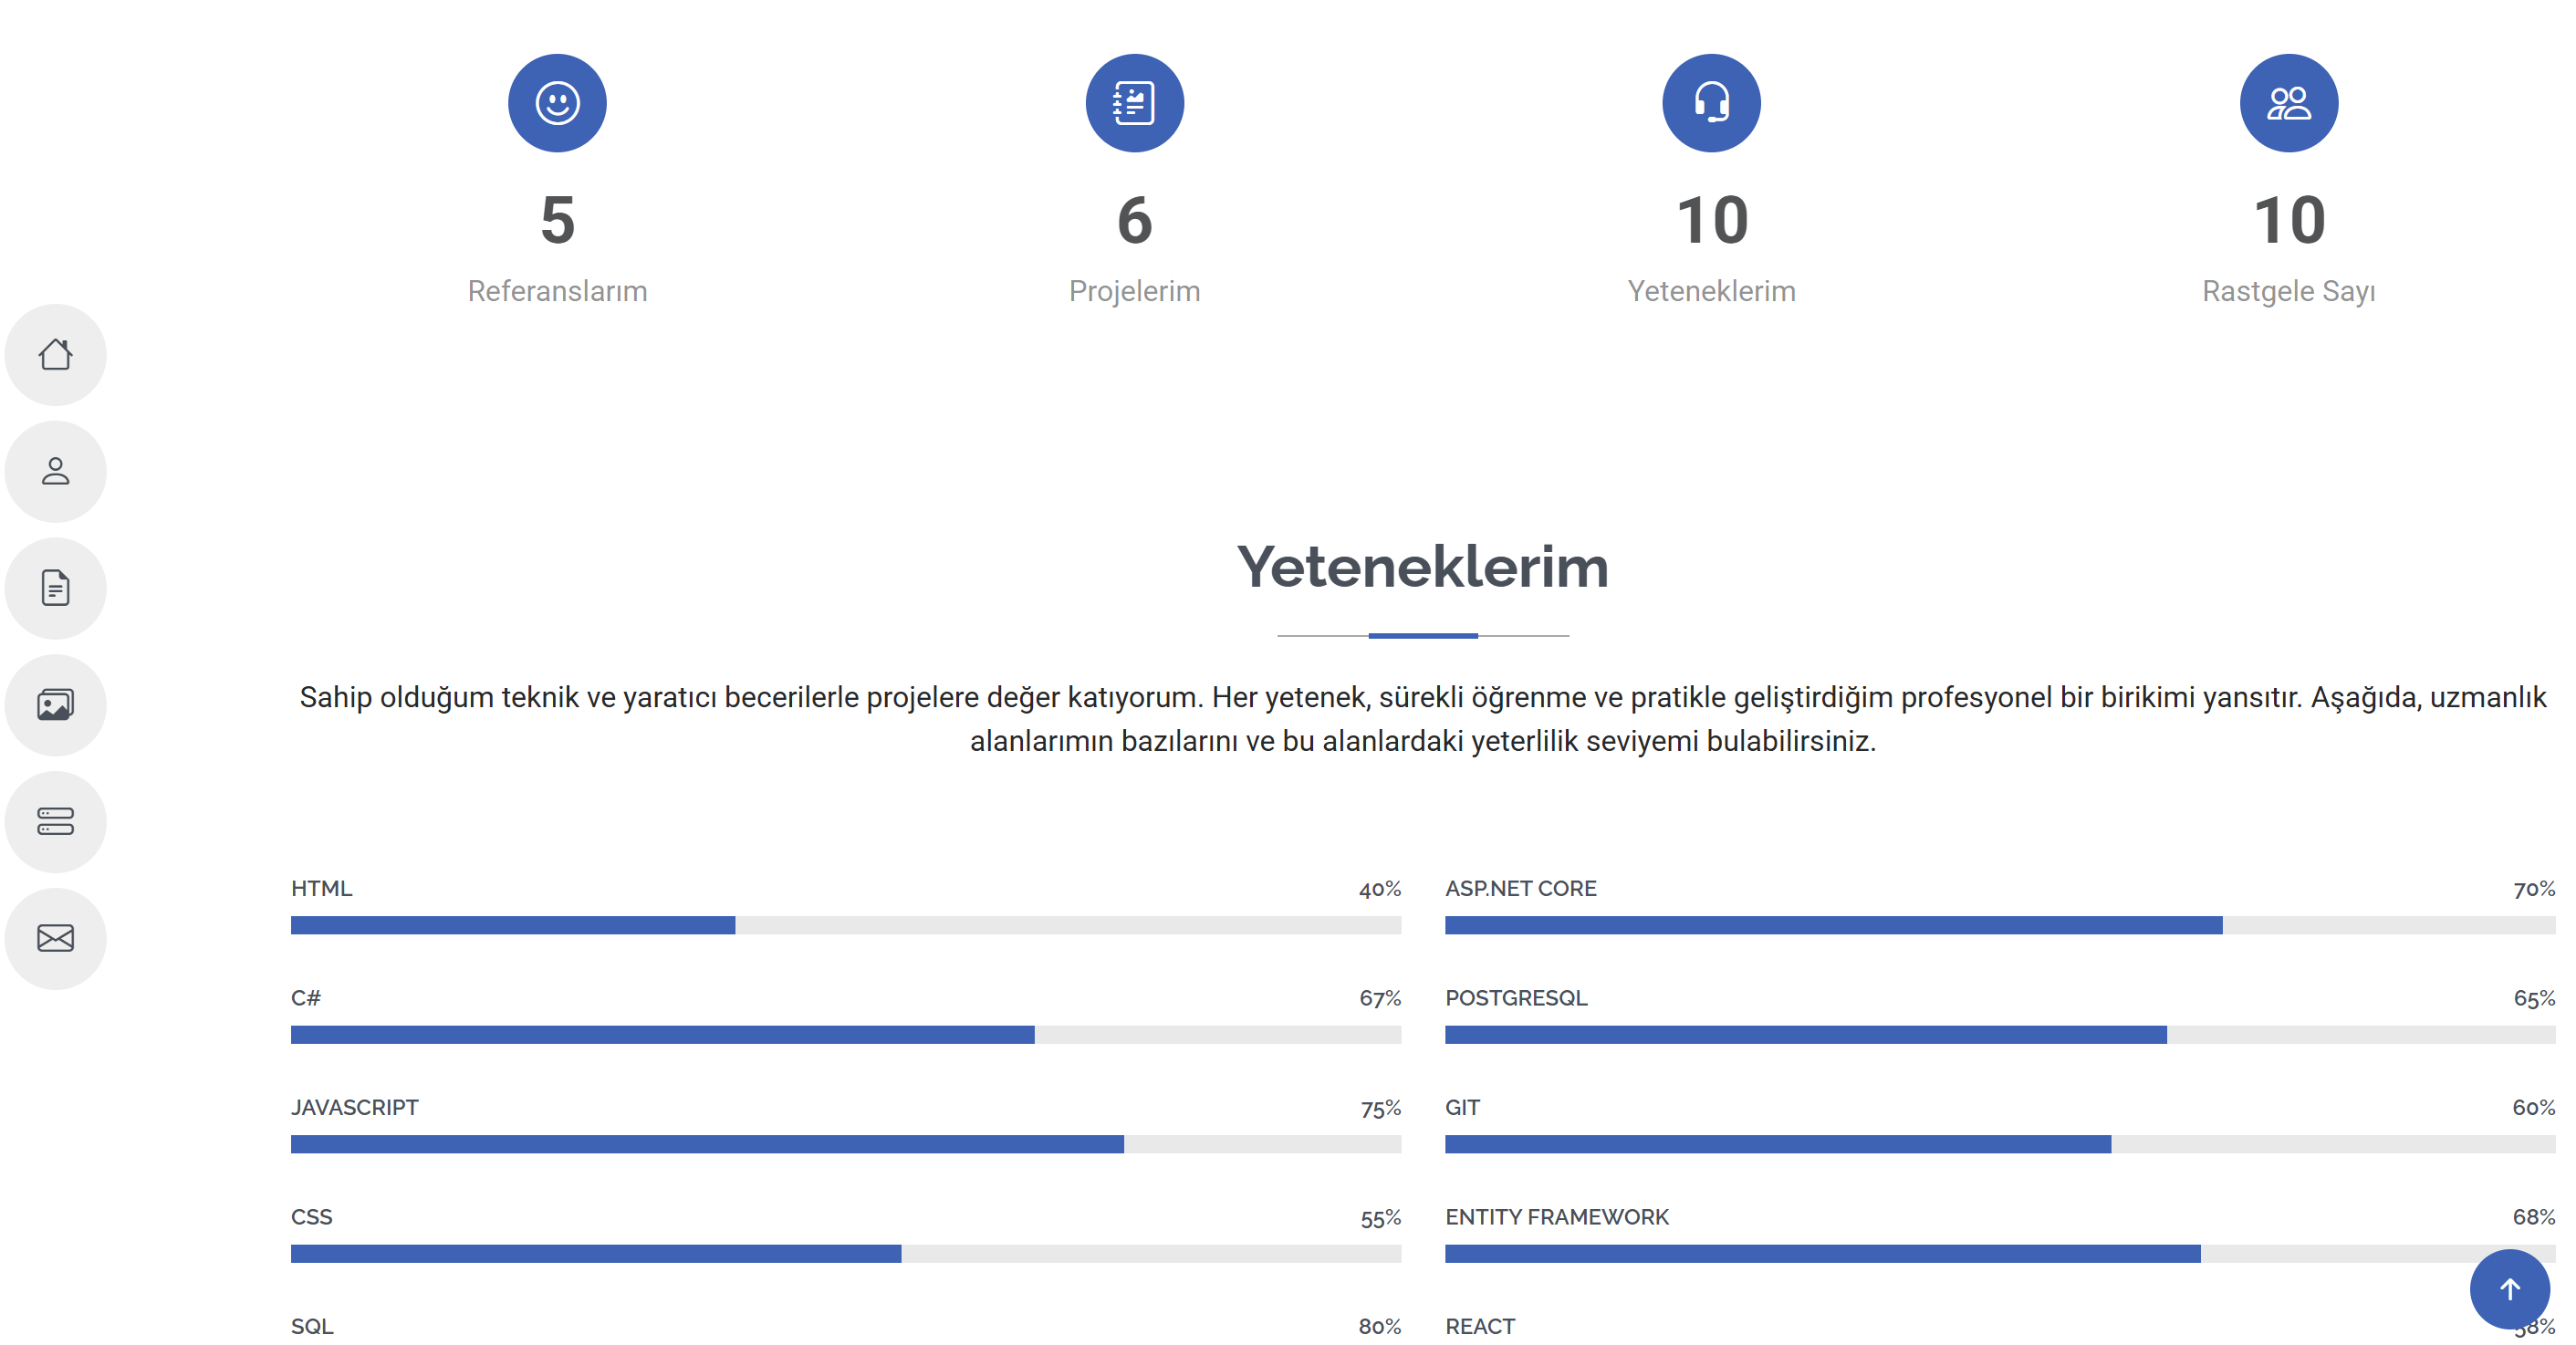 5
Referanslarım
6
Projelerim
10
Yeteneklerim
10
Rastgele Sayı
Yeteneklerim
Sahip olduğum teknik ve yaratıcı becerilerle projelere değer katıyorum. Her yetenek, sürekli öğrenme ve pratikle geliştirdiğim profesyonel bir birikimi yansıtır. Aşağıda, uzmanlık
alanlarımın bazılarını ve bu alanlardaki yeterlilik seviyemi bulabilirsiniz.
HTML 40%
ASP.NET CORE 70%
C# 67%
POSTGRESQL 65%
JAVASCRIPT 75%
GIT 60%
CSS 55%
ENTITY FRAMEWORK 68%
SQL 80%
REACT